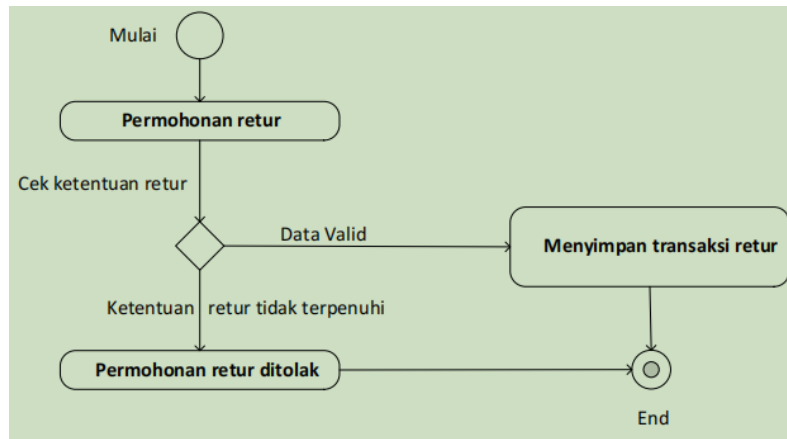 Mulai
Permohonan retur
Cek ketentuan retur
Data Valid
Menyimpan transaksi retur
Ketentuan retur tidak terpenuhi
Permohonan retur ditolak
End